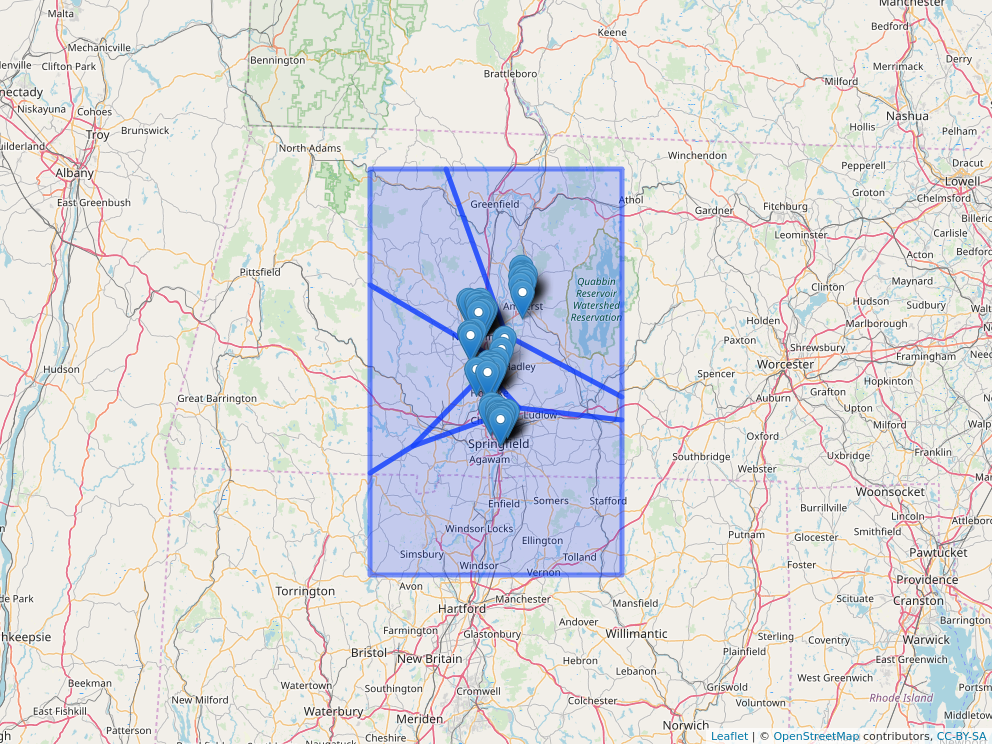 Malta
Manchester
Bedford
Keene
Mechanicville
Bennington
Derry
Clifton Park
Merrimack
Brattleboro
Milford
Niskayuna
Cohoes
Nashua
Troy
Brunswick
Hollis
Pelham
North Adams
Winchendon
Pepperell
Dracut
Albany
Lowell
Groton
Athol
Chelmsford
East Greenbush
Greenfield
Fitchburg
Gardner
Leominster
Carlisle
Acton
Pittsfield
Hudson
Quabbin
Reservoir
Watershed
Reservation
Maynard
Clinton
Hudson
Sudbury
Holden
Marlborough
Paxton
Shrewsbury
Framingham
Worcester
Spencer
Hopkinton
Great Barrington
Auburn
Grafton
Upton
Milford
Ludlow
Oxford
Franklin
Springfield
Agawam
Southbridge
Uxbridge
Webster
Woonsocket
Enfield
Somers
Stafford
Burrillville
Lincoln
Windsor Locks
Putnam
Glocester
Smithfield
Ellington
Pawtucket
Simsbury
Tolland
Windsor
Foster
Vernon
Providence
Avon
Torrington
Manchester
Mansfield
Scituate
Cranston
Hartford
Andover
Barrington
Farmington
Glastonbury
Willimantic
Sterling
Coventry
Warwick
Bristol
Plainfield
New Britain
Hebron
East Greenwich
Lebanon
West Greenwich
Beekman
Watertown
Southington
Cromwell
Griswold
Rhode Island
New Milford
Colchester
Voluntown
East Fishkill
Waterbury
Meriden
Norwich
Patterson
Cheshire
Leaflet | © OpenStreetMap contributors, CC-BY-SA